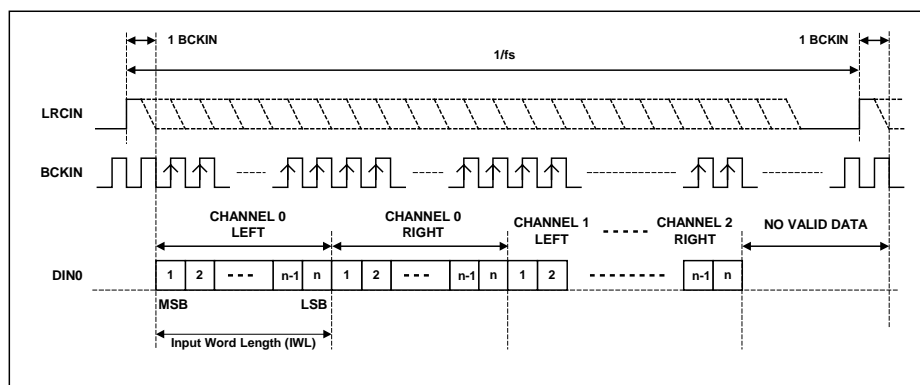 1 BCKIN
1 BCKIN
1/fs
LRCIN
BCKIN
CHANNEL 0
LEFT
CHANNEL 0
RIGHT
CHANNEL 1
LEFT
CHANNEL 2
RIGHT
NO VALID DATA
DIN0
1 2 n-1 n 1 2 n-1 n 1 2 n-1 n
MSB LSB
Input Word Length (IWL)